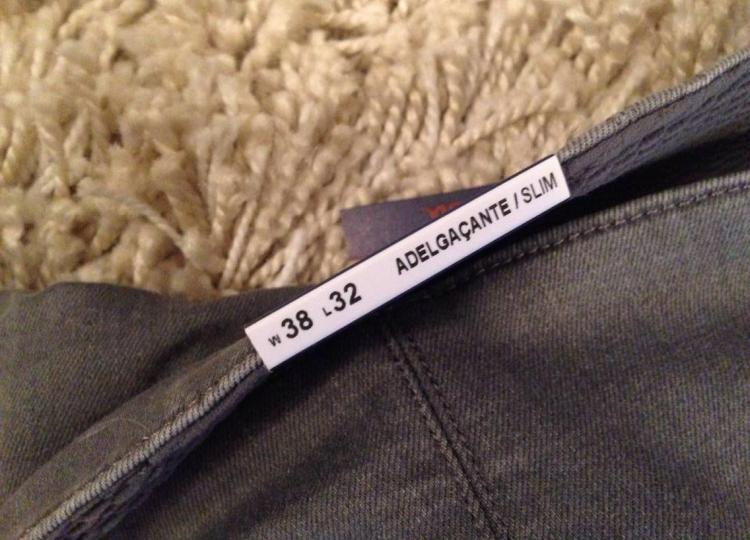 W 38 L 32 ADELGAÇANTE / SLIM